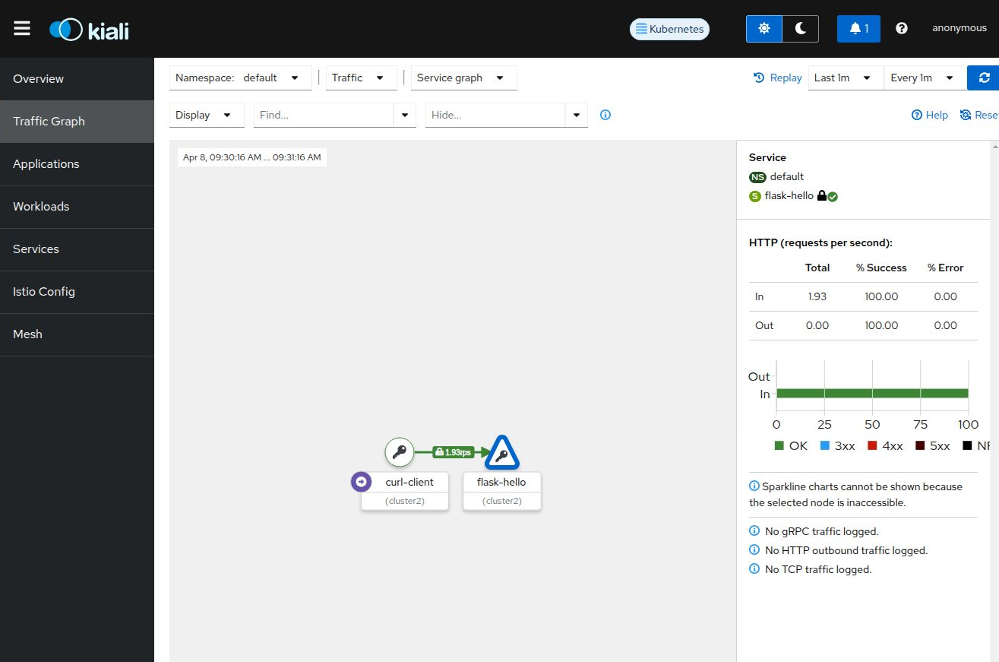 kiali
Kubernetes
1
anonymous
Overview
Traffic Graph
Applications
Workloads
Services
Istio Config
Mesh
Namespace: default
Traffic
Service graph
Replay
Last 1m
Every 1m
Display
Find...
Hide...
Help
Rese
Apr 8, 09:30:16 AM ... 09:31:16 AM
1.93rps
curl-client
(cluster2)
flask-hello
(cluster2)
Service
NS default
S flask-hello
HTTP (requests per second):
Total % Success % Error
In 1.93 100.00 0.00
Out 0.00 100.00 0.00
Out
In
0 25 50 75 100
OK 3xx 4xx 5xx NR
Sparkline charts cannot be shown because
the selected node is inaccessible.
No gRPC traffic logged.
No HTTP outbound traffic logged.
No TCP traffic logged.